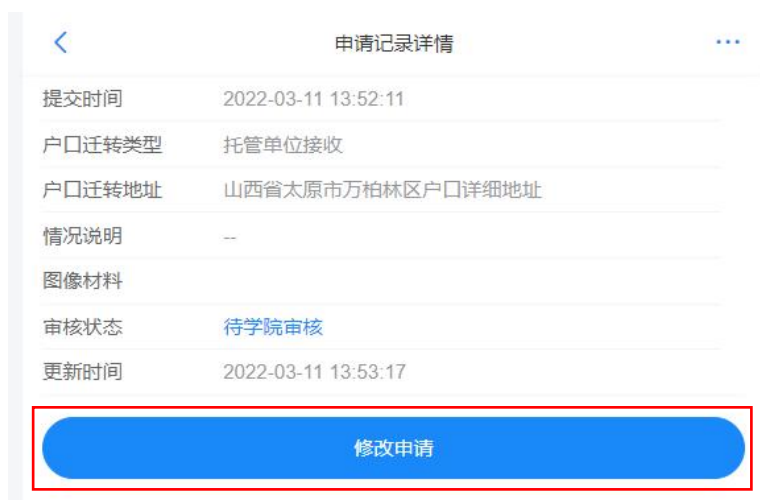 申请记录详情
提交时间 2022-03-11 13:52:11
户口迁转类型 托管单位接收
户口迁转地址 山西省太原市万柏林区户口详细地址
情况说明 --
图像材料
审核状态 待学院审核
更新时间 2022-03-11 13:53:17
修改申请